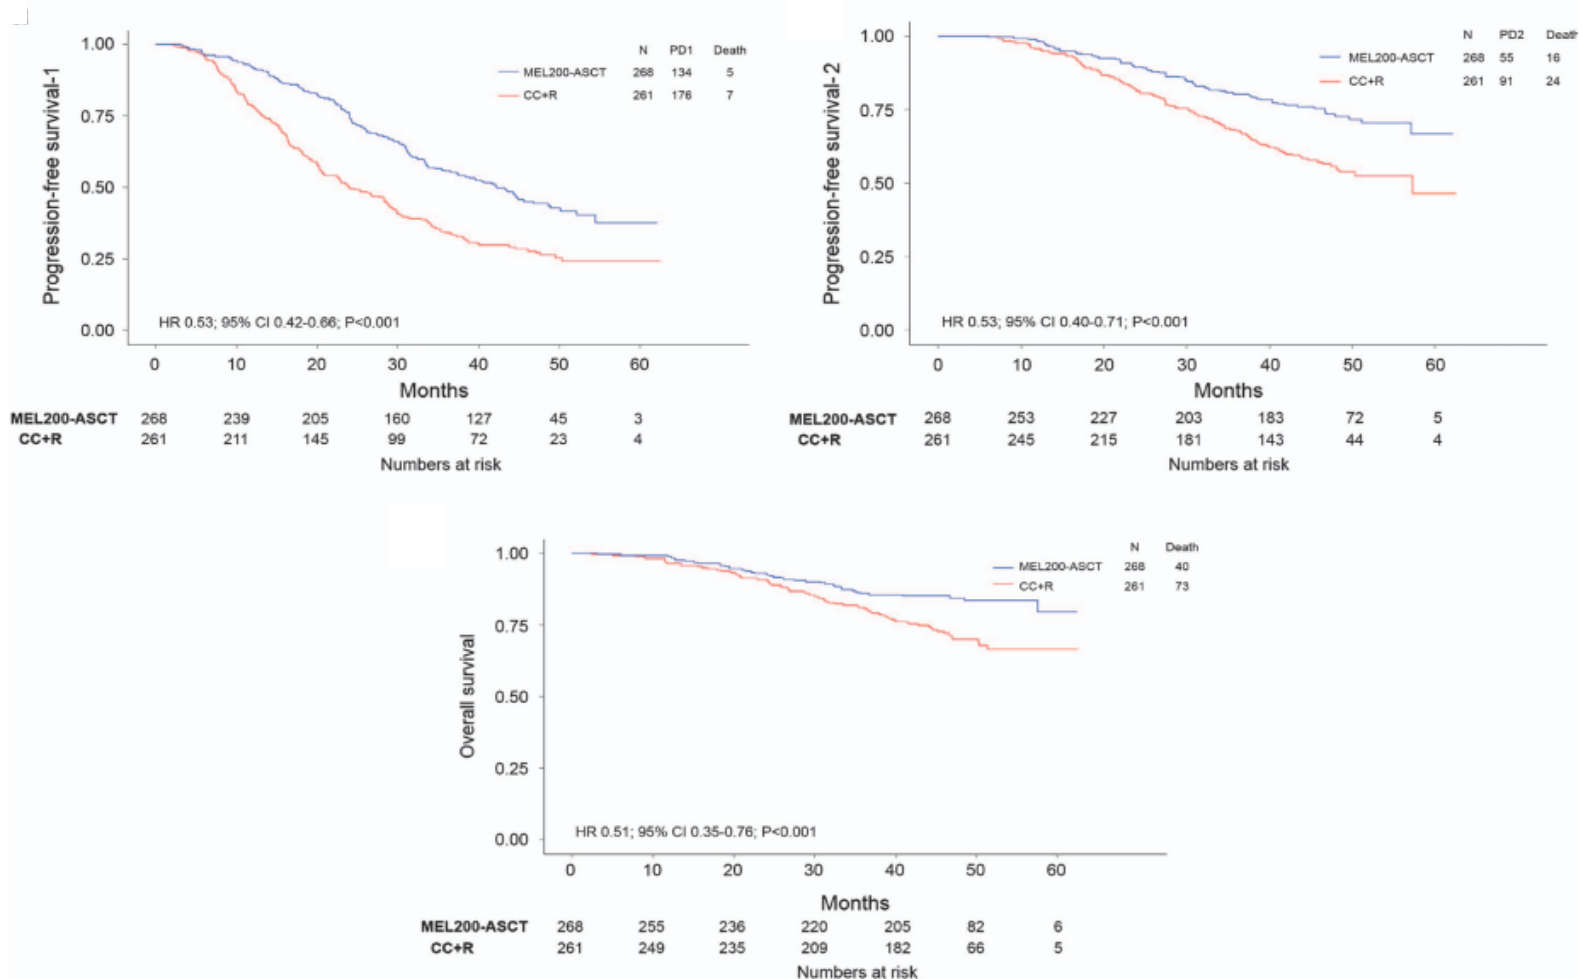 Progression-free survival-1
1.00
0.75
0.50
0.25
0.00
N PD1 Death
MEL200-ASCT 268 134 5
CC+R 261 176 7
HR 0.53; 95% CI 0.42-0.66; P<0.001
0 10 20 30 40 50 60
Months
MEL200-ASCT 268 239 205 160 127 45 3
CC+R 261 211 145 99 72 23 4
Numbers at risk
Progression-free survival- 2
1.00
0.75
0.50
0.25
0.00
N PD2 Death
MEL200-ASCT 268 55 16
CC+R 261 91 24
HR 0.53; 95% CI 0.40-0.71; P<0.001
0 10 20 30 40 50 60
Months
MEL200-ASCT 268 253 227 203 183 72 5
CC+R 261 245 215 181 143 44 4
Numbers at risk
Overall survival
1.00
0.75
0.50
0.25
0.00
N Death
MEL200-ASCT 268 40
CC+R 261 73
HR 0.51; 95% CI 0.35-0.76; P<0.001
0 10 20 30 40 50 60
Months
MEL200-ASCT 268 255 236 220 205 82 6
CC+R 261 249 235 209 182 66 5
Numbers at risk